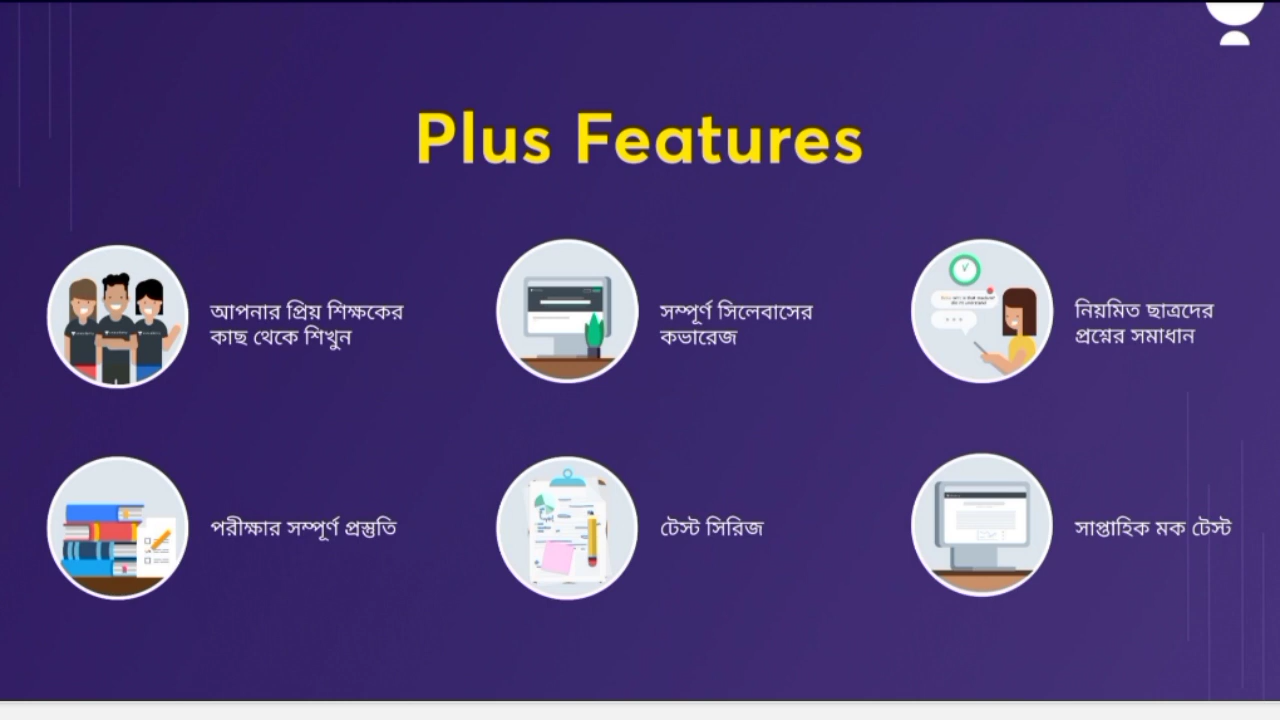 Plus Features
আপনার প্রিয় শিক্ষকের
কাছ থেকে শিখুন
সম্পূর্ণ সিলেবাসের
কভারেজ
নিয়মিত ছাত্রদের
প্রশ্নের সমাধান
পরীক্ষার সম্পূর্ণ প্রস্তুতি
টেস্ট সিরিজ
সাপ্তাহিক মক টেস্ট